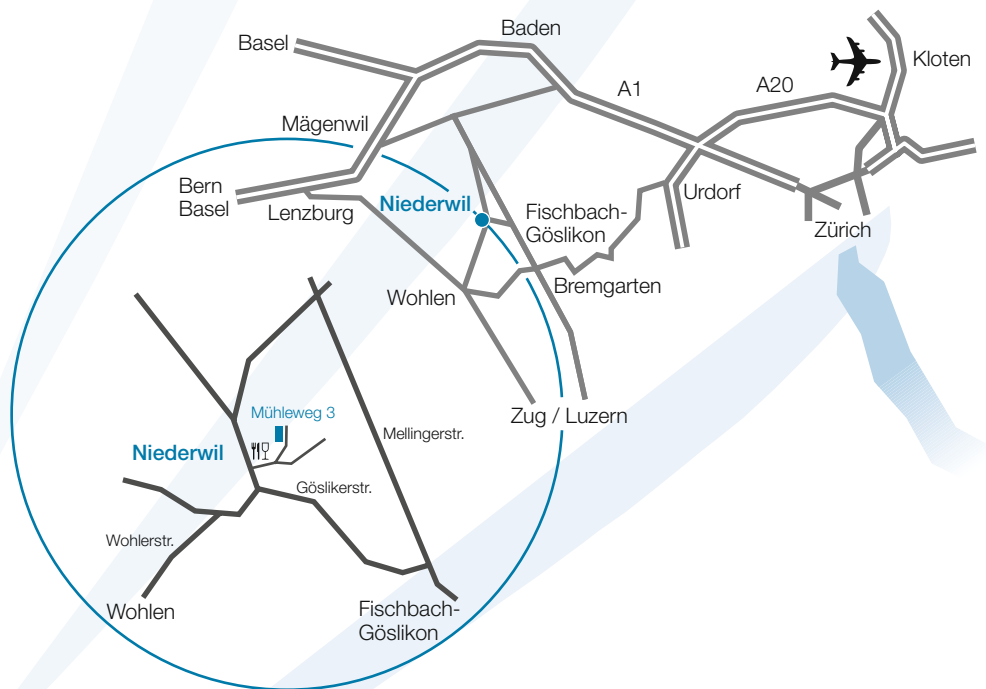 Baden
Basel
Kloten
A20
A1
Mägenwil
Bern
Basel
Lenzburg
Niederwil
Fischbach-
Göslikon
Urdorf
Zürich
Wohlen
Bremgarten
Zug / Luzern
Mühleweg 3
Mellingerstr.
Niederwil
Göslikerstr.
Wohlerstr.
Wohlen
Fischbach-
Göslikon